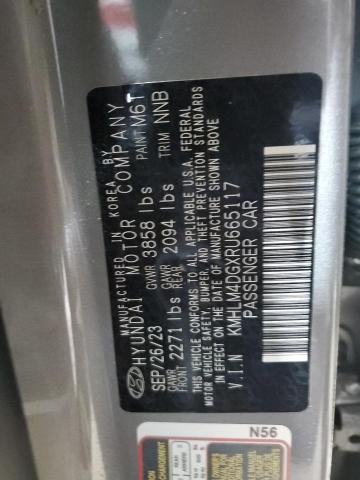 MANUFACTURED IN KOREA BY
HYUNDAI MOTOR COMPANY
SEP/26/23 GVWR 3858 lbs PAINT M6T
GAWR FRONT 2271 lbs GAWR REAR 2094 lbs TRIM NNB
THIS VEHICLE CONFORMS TO ALL APPLICABLE U.S.A. FEDERAL
MOTOR VEHICLE SAFETY, BUMPER, AND THEFT PREVENTION STANDARDS
IN EFFECT ON THE DATE OF MANUFACTURE SHOWN ABOVE
V.I.N KMHLM4DGXRU665117
PASSENGER CAR
N56
REAR